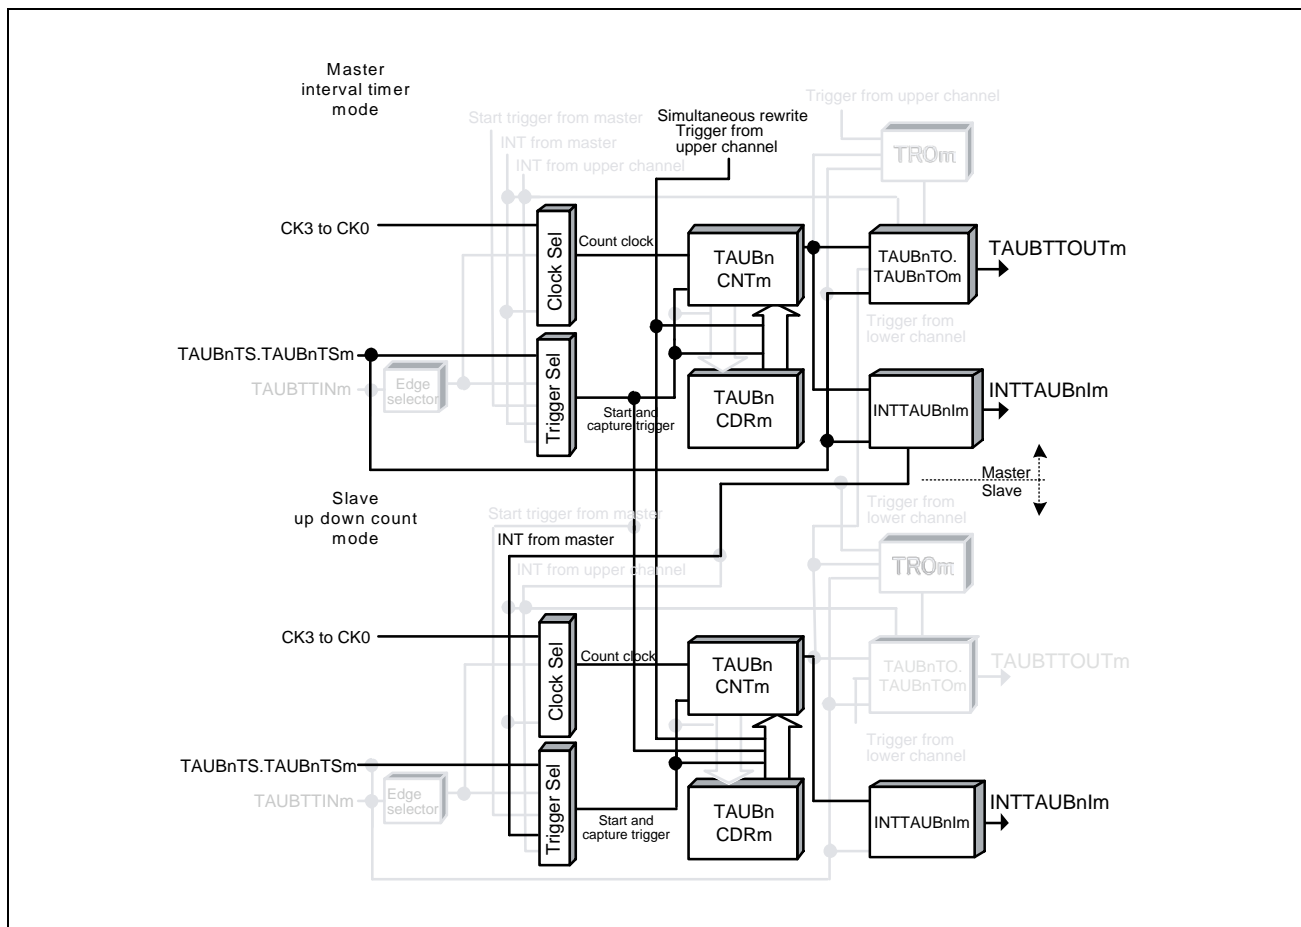 Master
interval timer
mode
Start trigger from master
INT from master
INT from upper channel
Simultaneous rewrite
Trigger from
upper channel
Trigger from upper channel
TROm
CK3 to CK0
Clock Sel
Count clock
TAUBn
CNTm
TAUBnTO.
TAUBnTOm
TAUBTTOUTm
Trigger from
lower channel
TAUBnTS.TAUBnTSm
TAUBTTINm
Edge
selector
Trigger Sel
Start and
capture trigger
TAUBn
CDRm
INTTAUBnIm
INTTAUBnIm
Master
Slave
Slave
up down count
mode
Start trigger from master
INT from master
INT from upper channel
Trigger from
lower channel
TROm
CK3 to CK0
Clock Sel
Count clock
TAUBn
CNTm
TAUBnTO.
TAUBnTOm
TAUBTTOUTm
Trigger from
lower channel
TAUBnTS.TAUBnTSm
TAUBTTINm
Edge
selector
Trigger Sel
Start and
capture trigger
TAUBn
CDRm
INTTAUBnIm
INTTAUBnIm